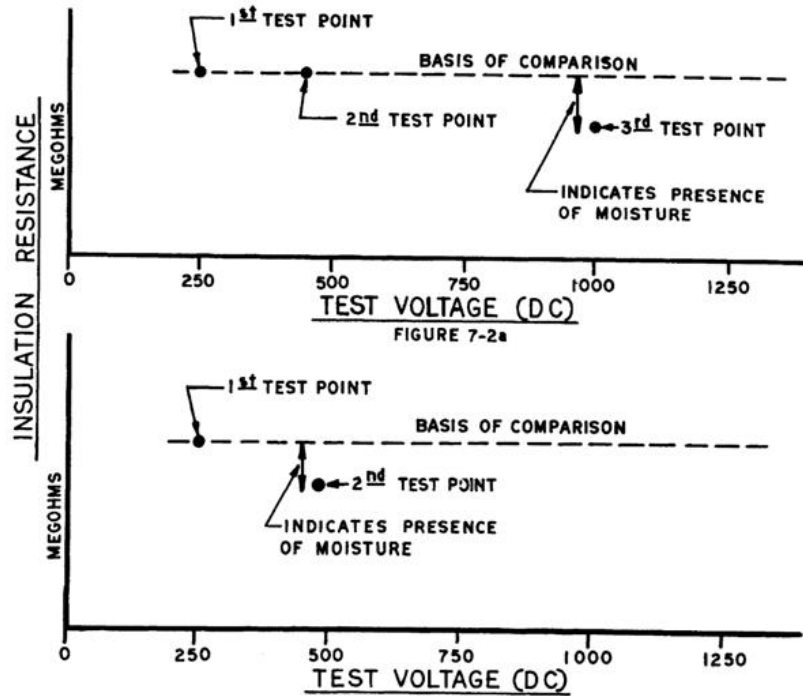 1st TEST POINT
BASIS OF COMPARISON
2nd TEST POINT
3rd TEST POINT
INDICATES PRESENCE
OF MOISTURE
INSULATION RESISTANCE
MEGOHMS
0 250 500 750 1000 1250
TEST VOLTAGE (DC)
FIGURE 7-2a
1st TEST POINT
BASIS OF COMPARISON
2nd TEST POINT
INDICATES PRESENCE
OF MOISTURE
MEGOHMS
0 250 500 750 1000 1250
TEST VOLTAGE (DC)